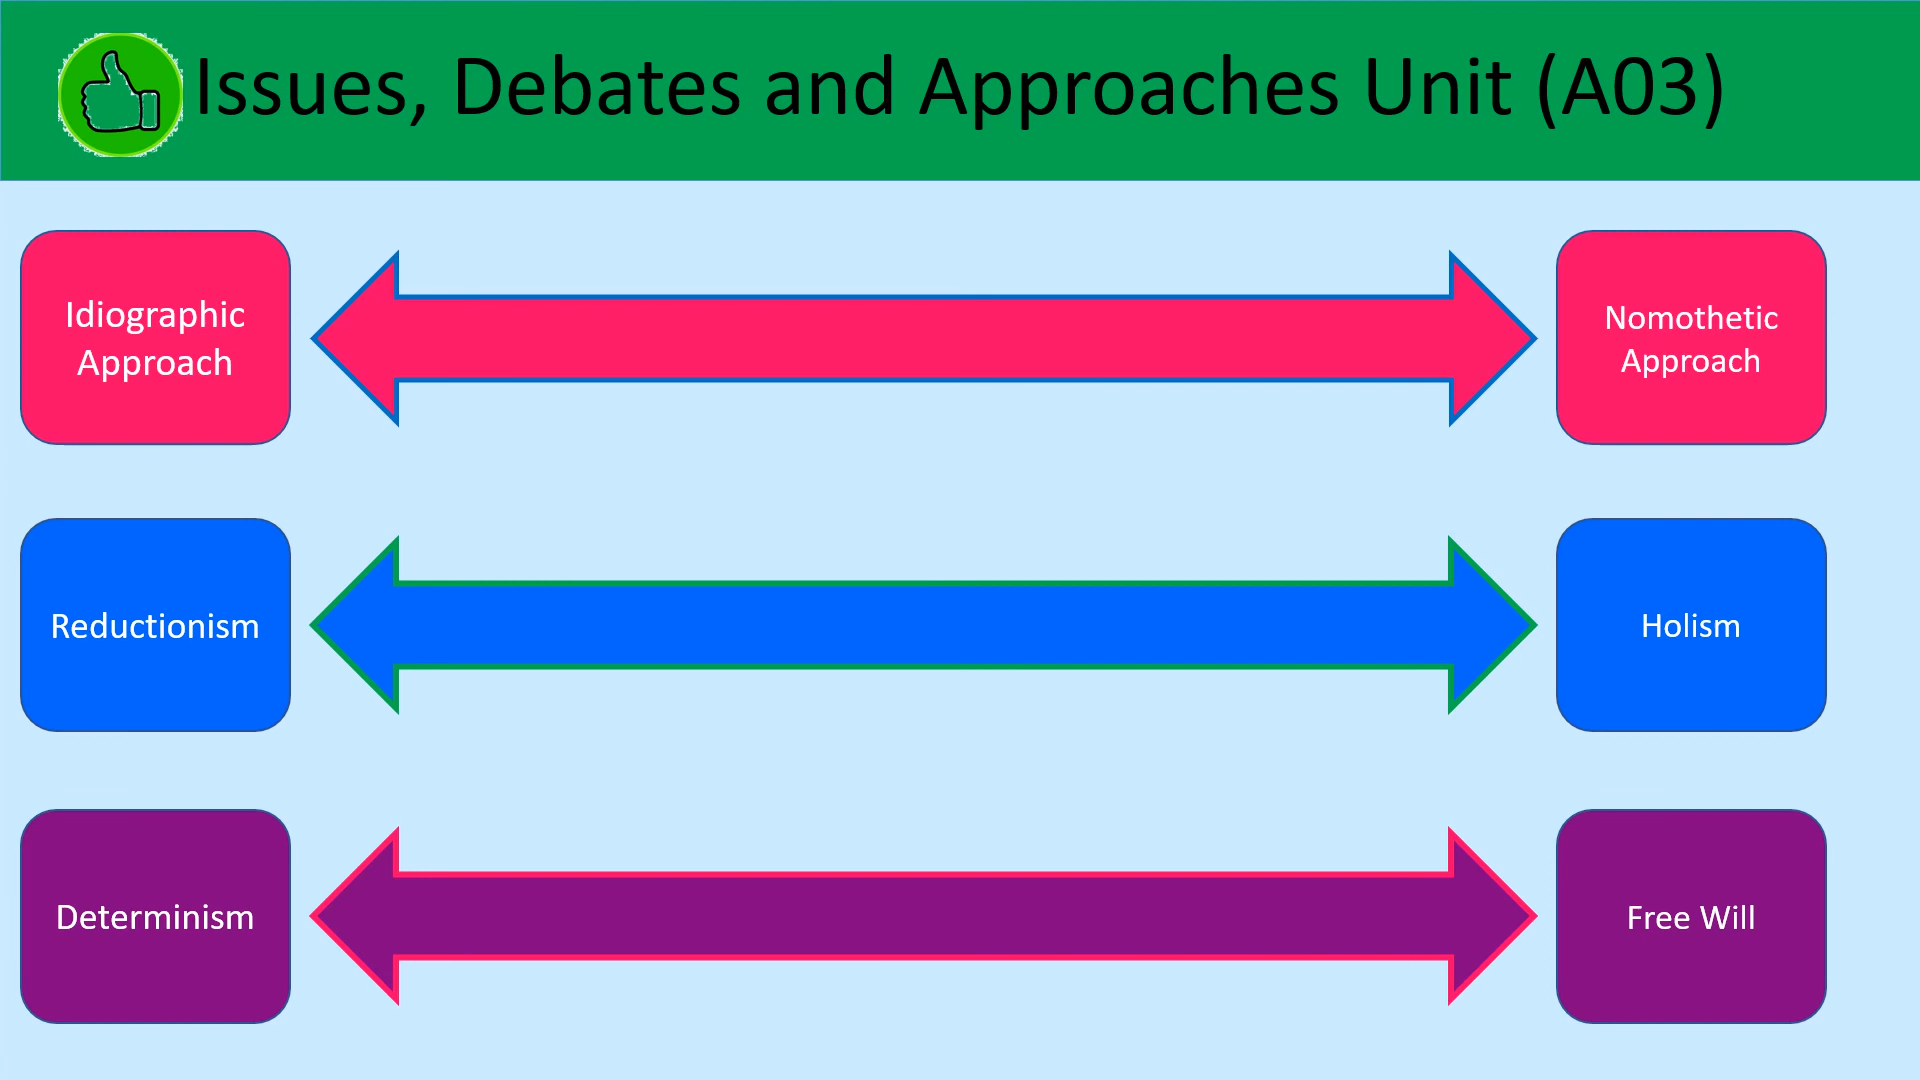 Issues, Debates and Approaches Unit (A03)
Idiographic
Approach
Nomothetic
Approach
Reductionism
Holism
Determinism
Free Will